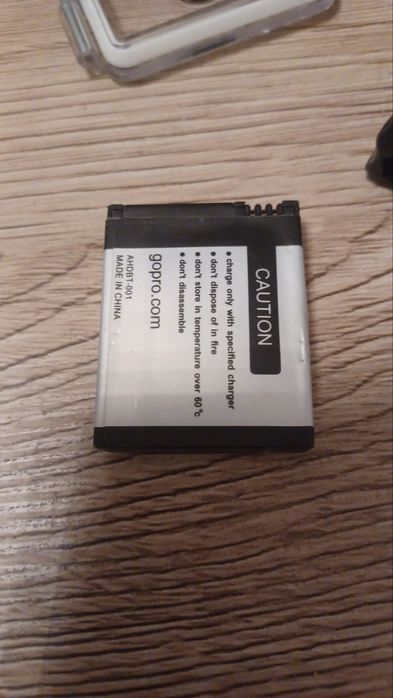 CAUTION
• charge only with specified charger
• don't dispose of in fire
• don't store in temperature over 60°c
• don't disassemble
gopro.com
AHDBT-001
MADE IN CHINA